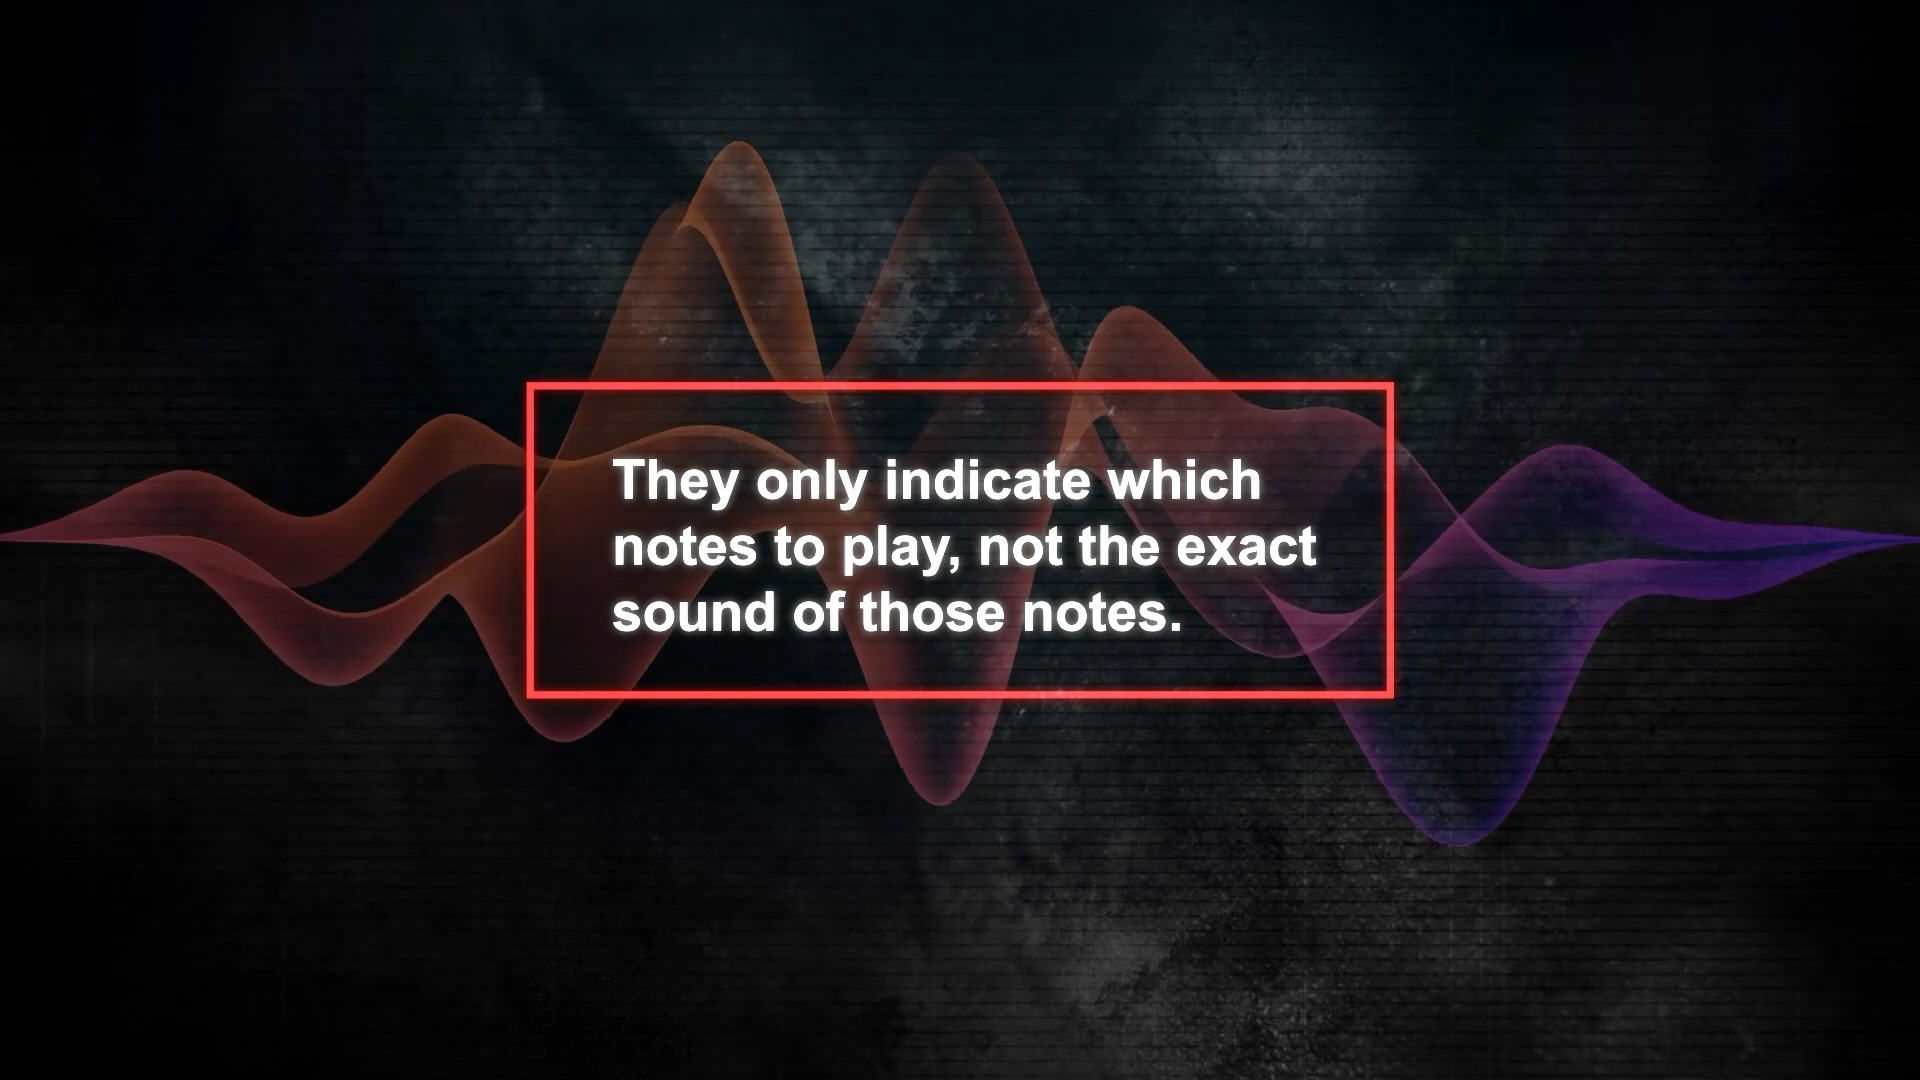 They only indicate which
notes to play, not the exact
sound of those notes.